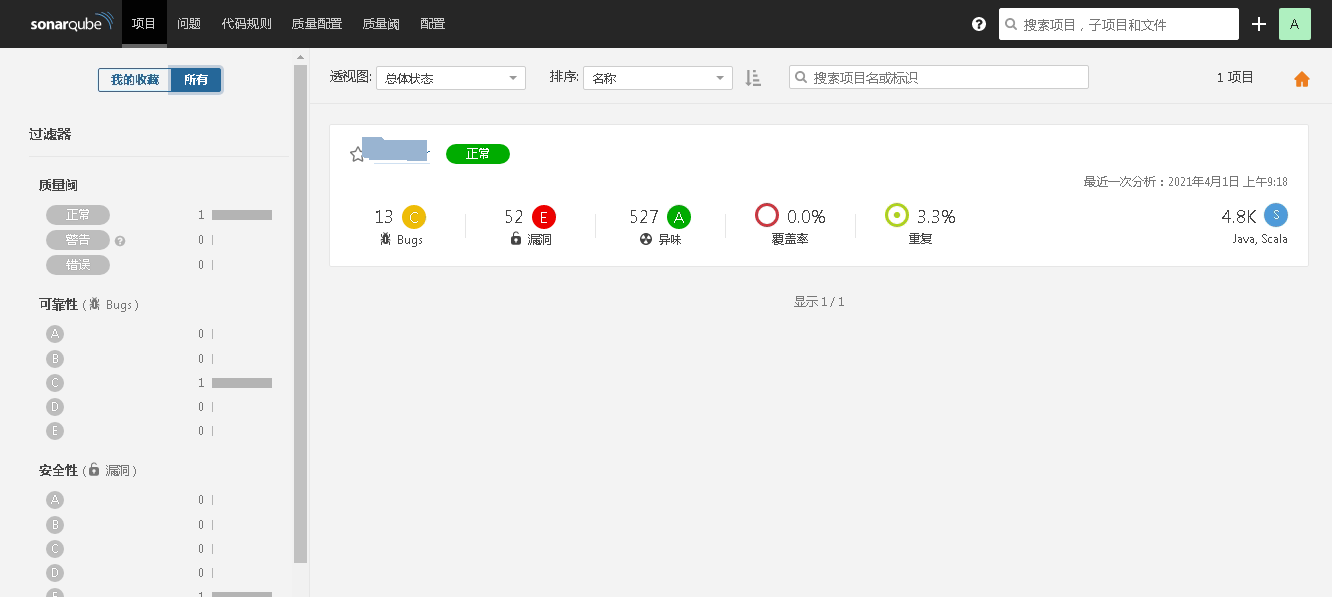 sonarqube 项目 问题 代码规则 质量配置 质量阀 配置 ? 搜索项目，子项目和文件 A
我的收藏 所有
透视图: 总体状态 排序: 名称 搜索项目名或标识 1 项目
过滤器
质量阀
正常 1
警告 ? 0
错误 0
可靠性 ( Bugs )
A 0
B 0
C 1
D 0
E 0
安全性 ( 漏洞 )
A 0
B 0
C 0
D 0
E 1
正常
最近一次分析：2021年4月1日 上午9:18
13 C 52 E 527 A 0.0% 3.3% 4.8K S
Bugs 漏洞 异味 覆盖率 重复 Java, Scala
显示 1 / 1